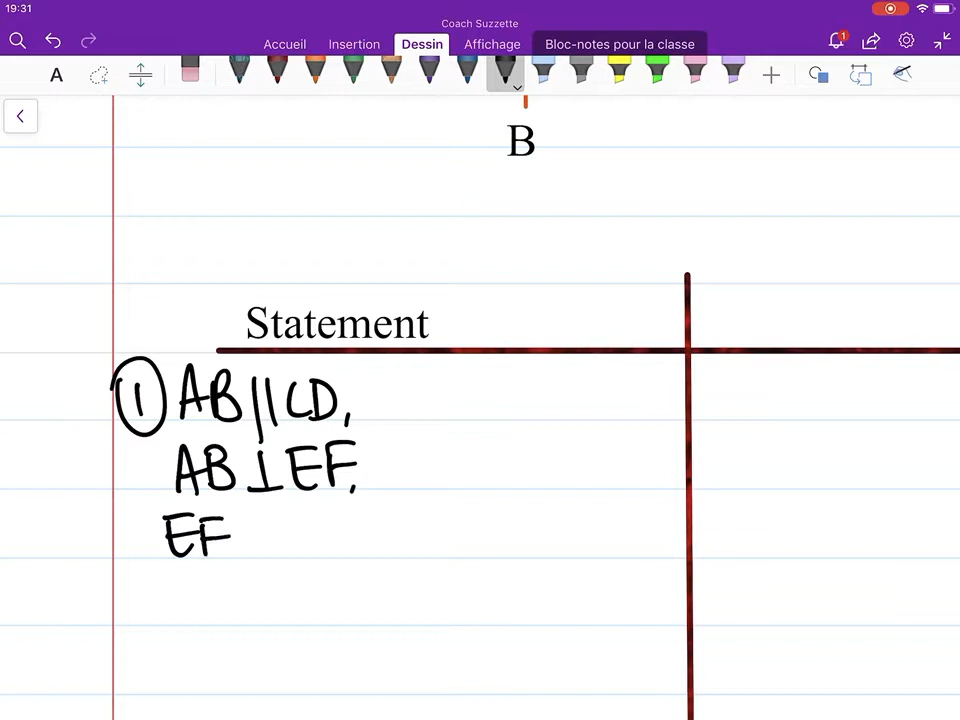 19:31
Coach Suzzette
Accueil Insertion Dessin Affichage Bloc-notes pour la classe
1
A
B
Statement
① AB || CD,
AB ⊥ EF,
EF